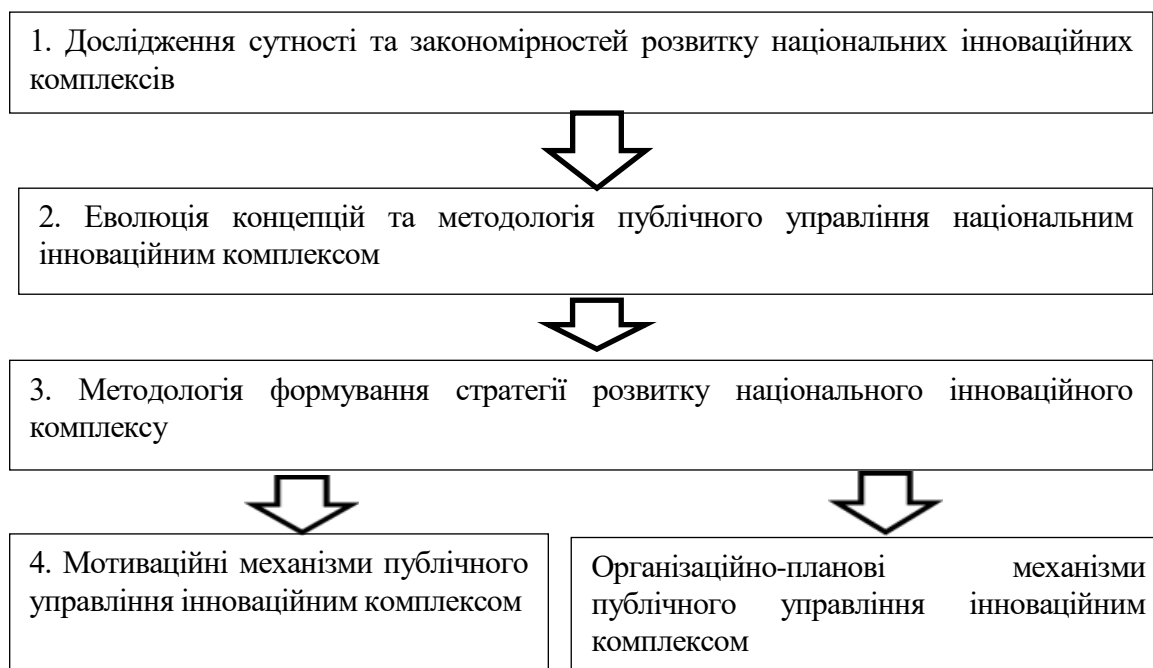 1. Дослідження сутності та закономірностей розвитку національних інноваційних
комплексів
2. Еволюція концепцій та методологія публічного управління національним
інноваційним комплексом
3. Методологія формування стратегії розвитку національного інноваційного
комплексу
4. Мотиваційні механізми публічного
управління інноваційним комплексом
Організаційно-планові механізми
публічного управління інноваційним
комплексом